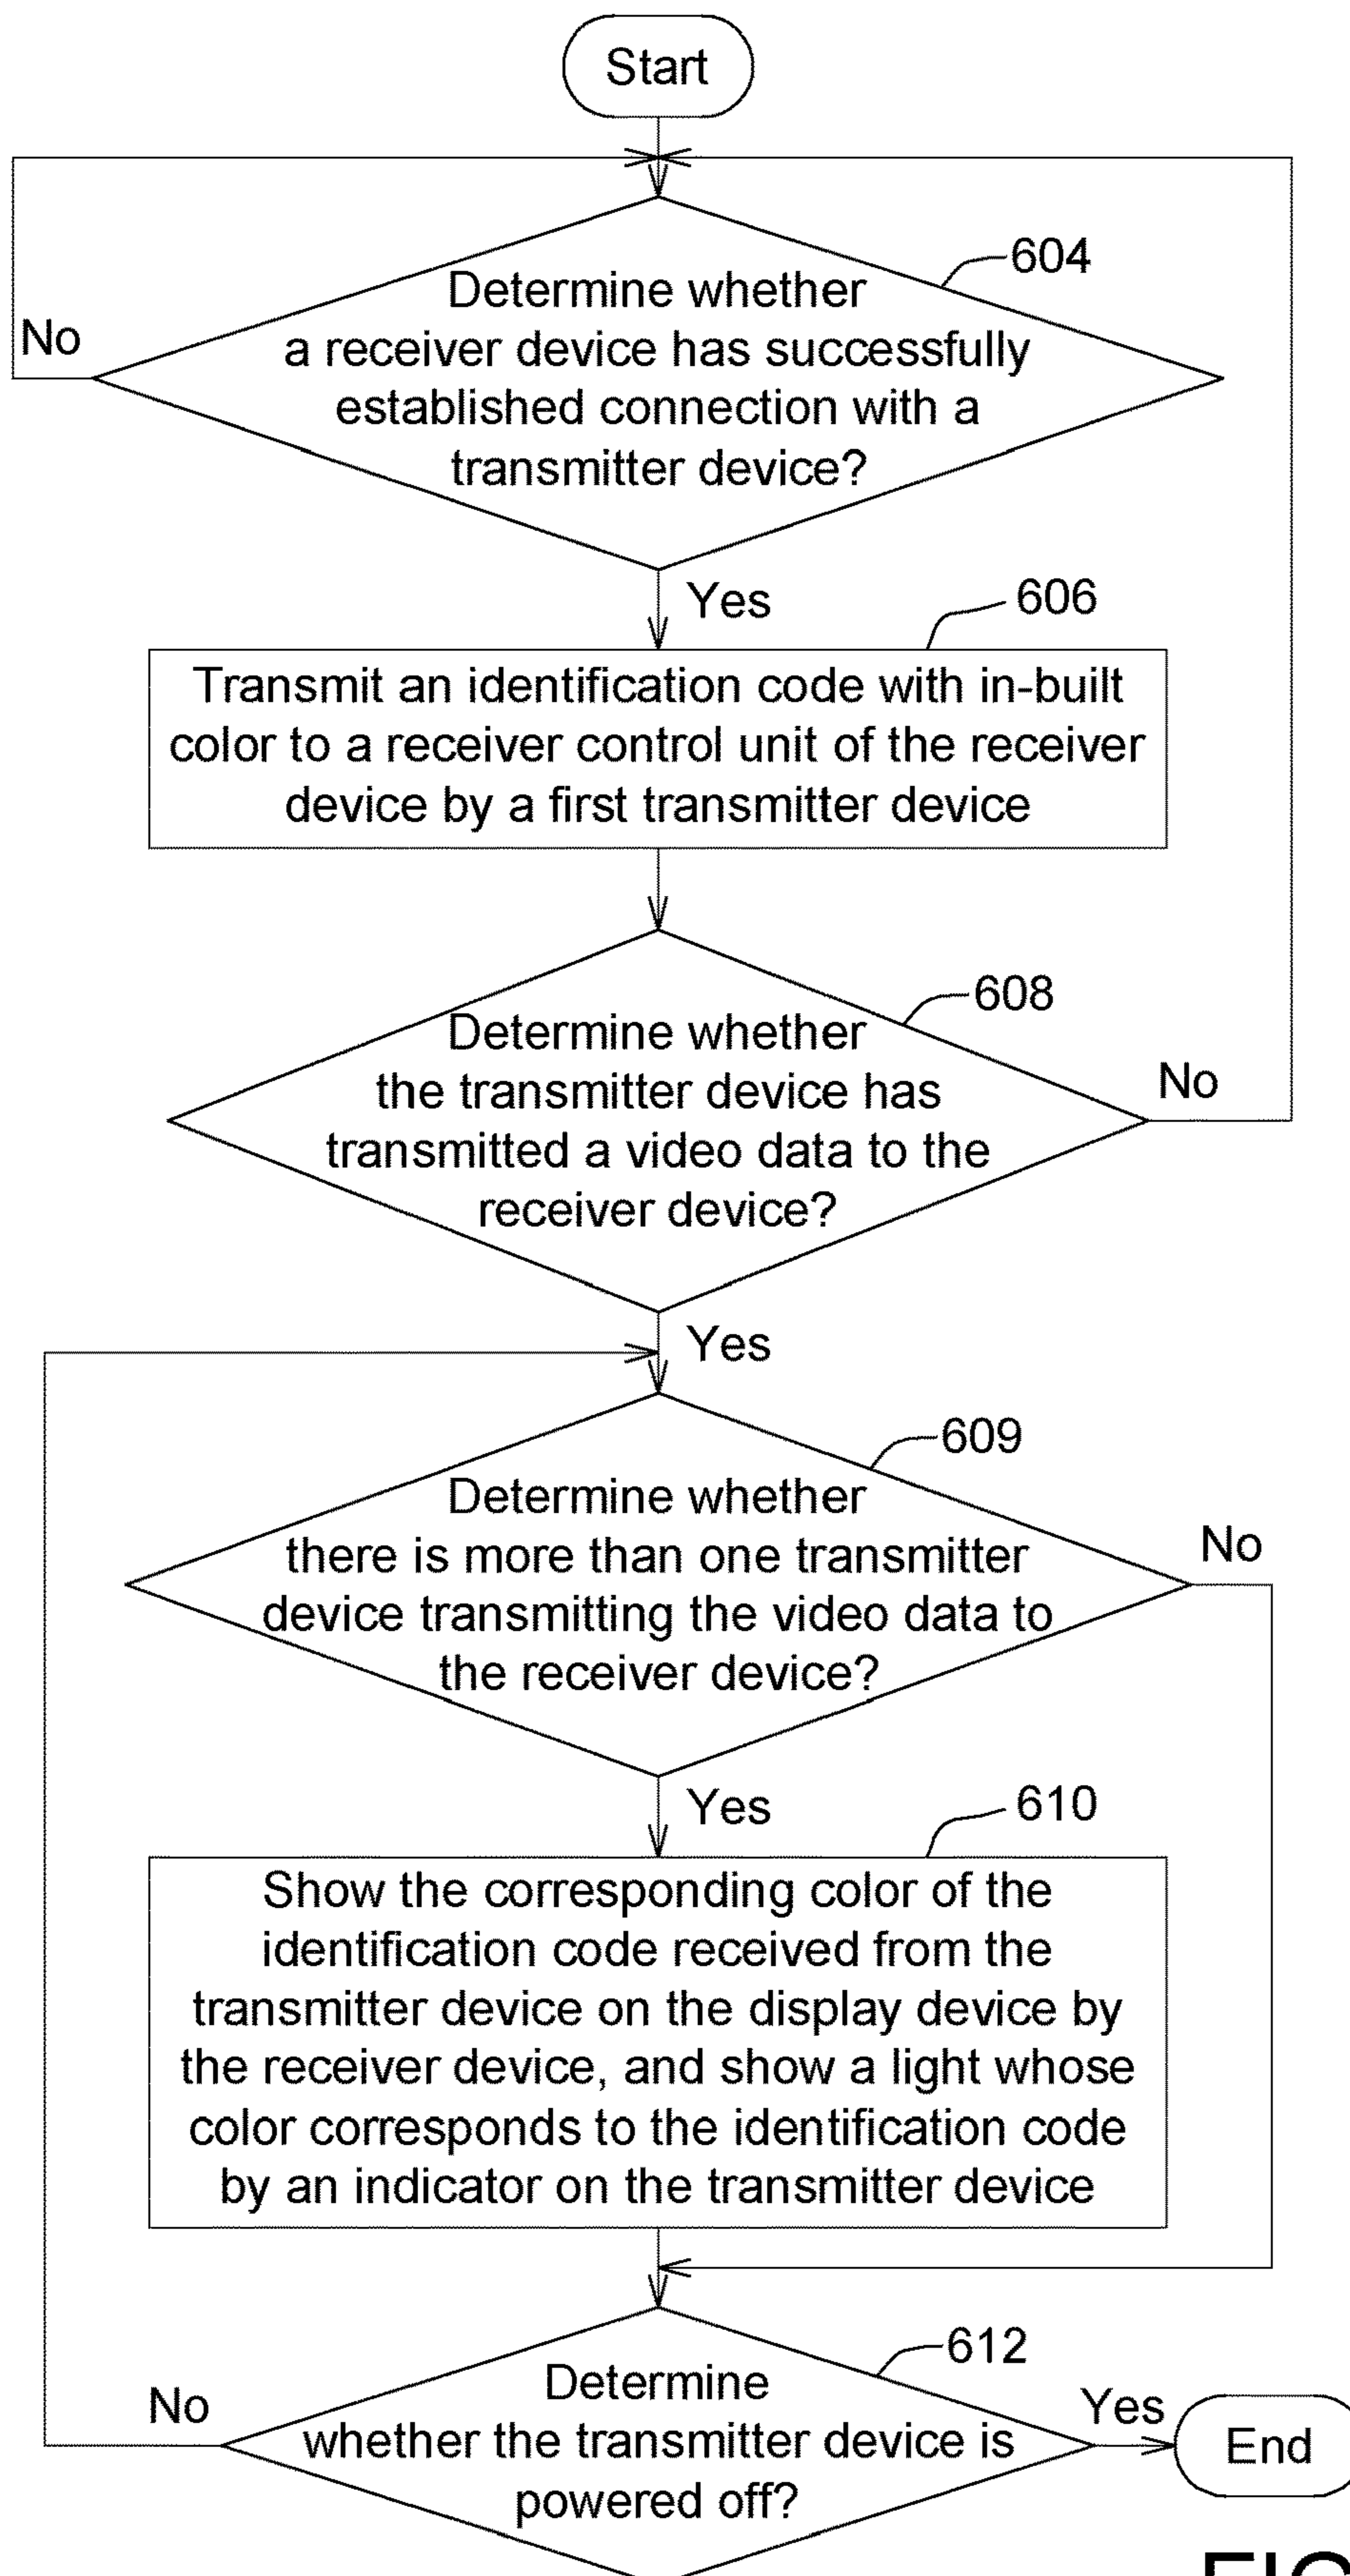 Start
604
Determine whether
a receiver device has successfully
established connection with a
transmitter device?
No
Yes
606
Transmit an identification code with in-built
color to a receiver control unit of the receiver
device by a first transmitter device
608
Determine whether
the transmitter device has
transmitted a video data to the
receiver device?
No
Yes
609
Determine whether
there is more than one transmitter
device transmitting the video data to
the receiver device?
No
Yes
610
Show the corresponding color of the
identification code received from the
transmitter device on the display device by
the receiver device, and show a light whose
color corresponds to the identification code
by an indicator on the transmitter device
612
Determine
whether the transmitter device is
powered off?
No
Yes
End